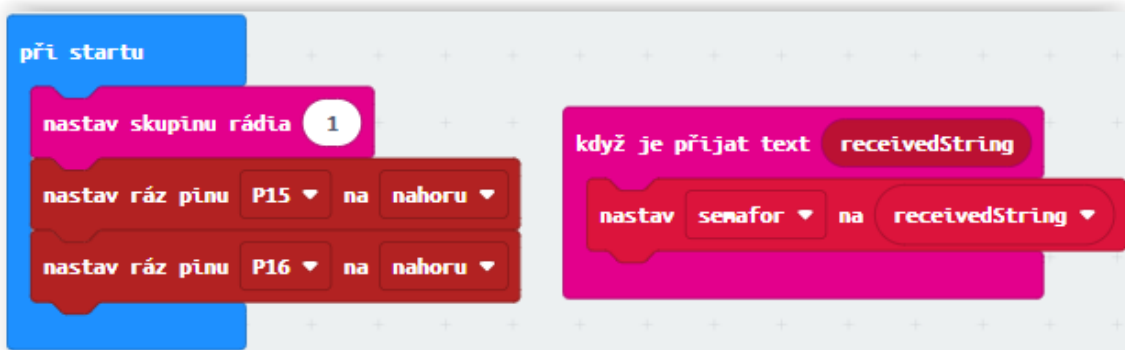 při startu
nastav skupinu rádia 1
nastav ráz pinu P15 na nahoru
nastav ráz pinu P16 na nahoru
když je přijat text receivedString
nastav semafor na receivedString